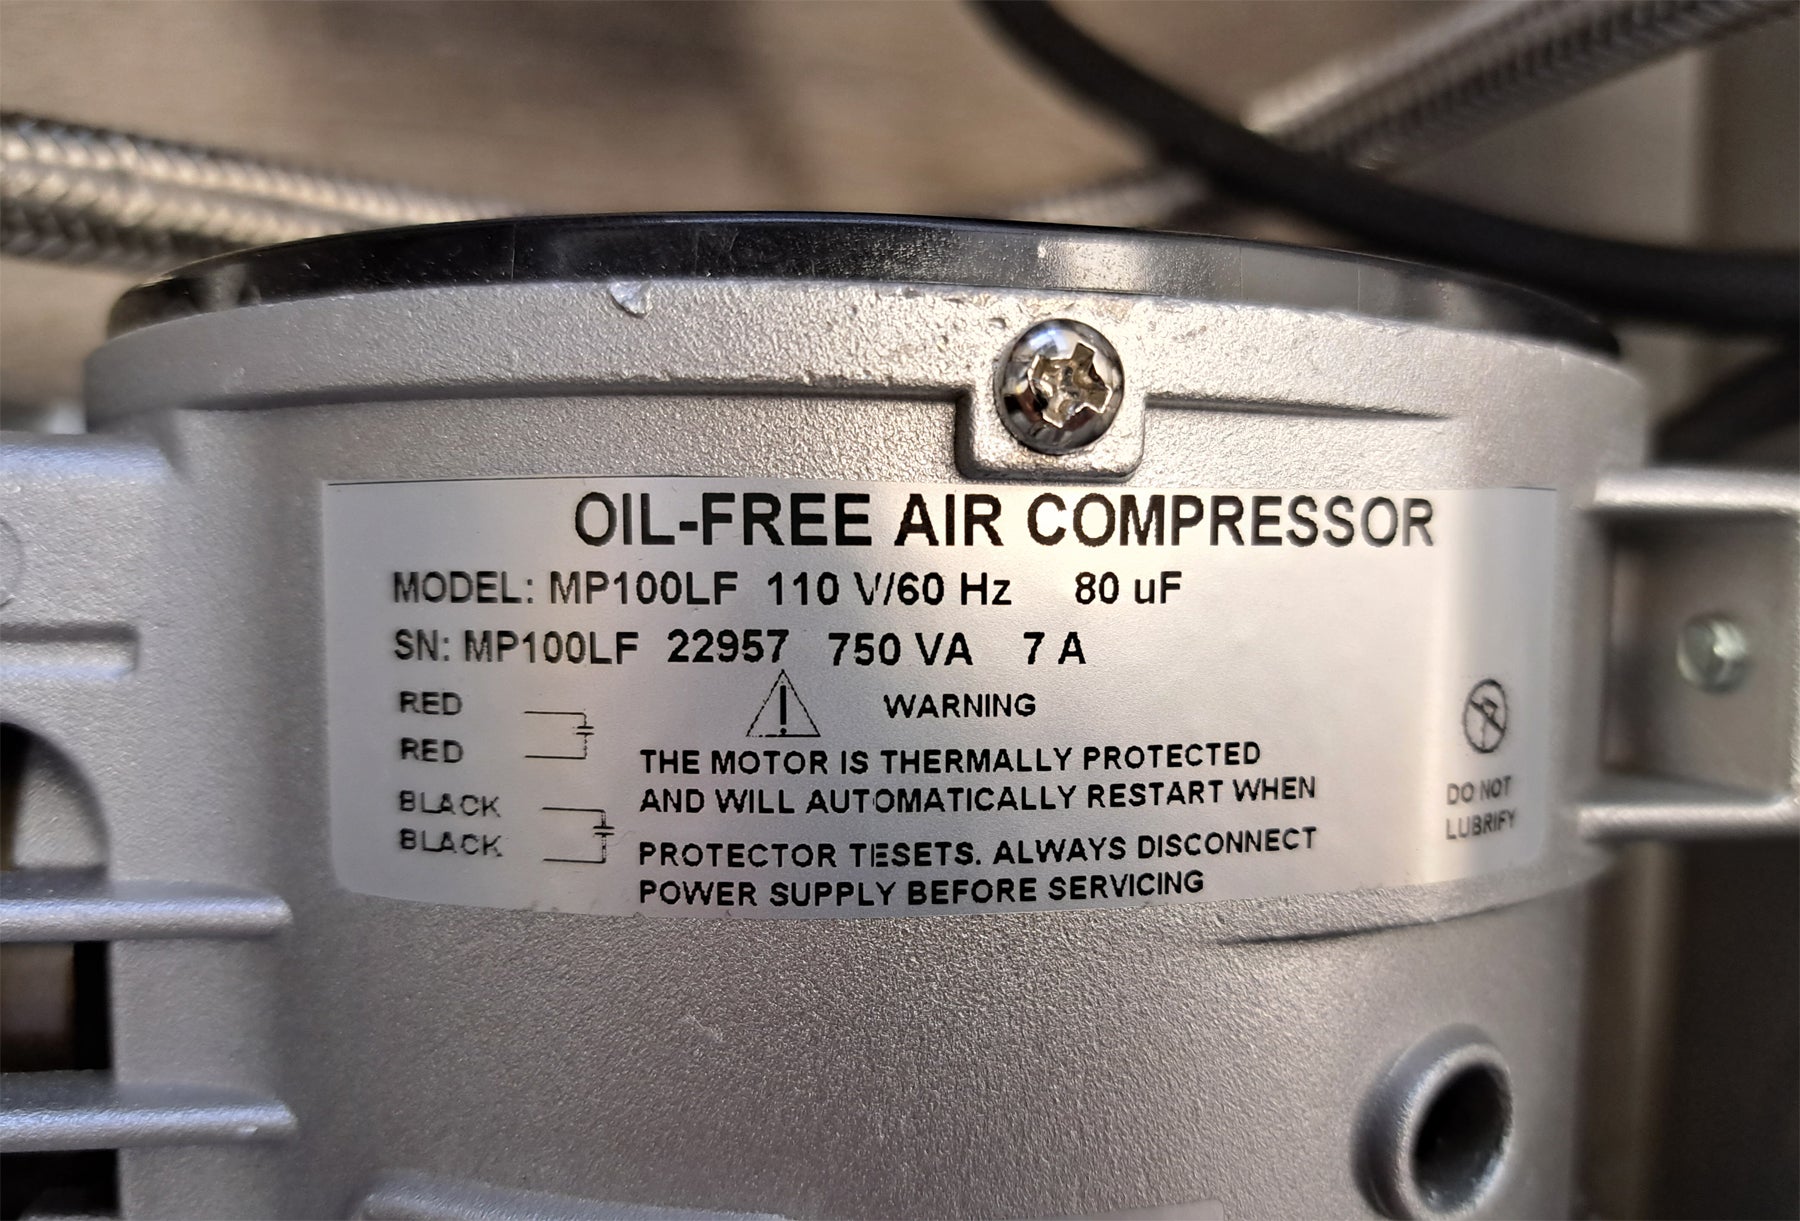 OIL-FREE AIR COMPRESSOR
MODEL: MP100LF 110 V/60 Hz 80 uF
SN: MP100LF 22957 750 VA 7 A
RED
RED
BLACK
BLACK
WARNING
THE MOTOR IS THERMALLY PROTECTED
AND WILL AUTOMATICALLY RESTART WHEN
PROTECTOR TESETS. ALWAYS DISCONNECT
POWER SUPPLY BEFORE SERVICING
DO NOT
LUBRIFY